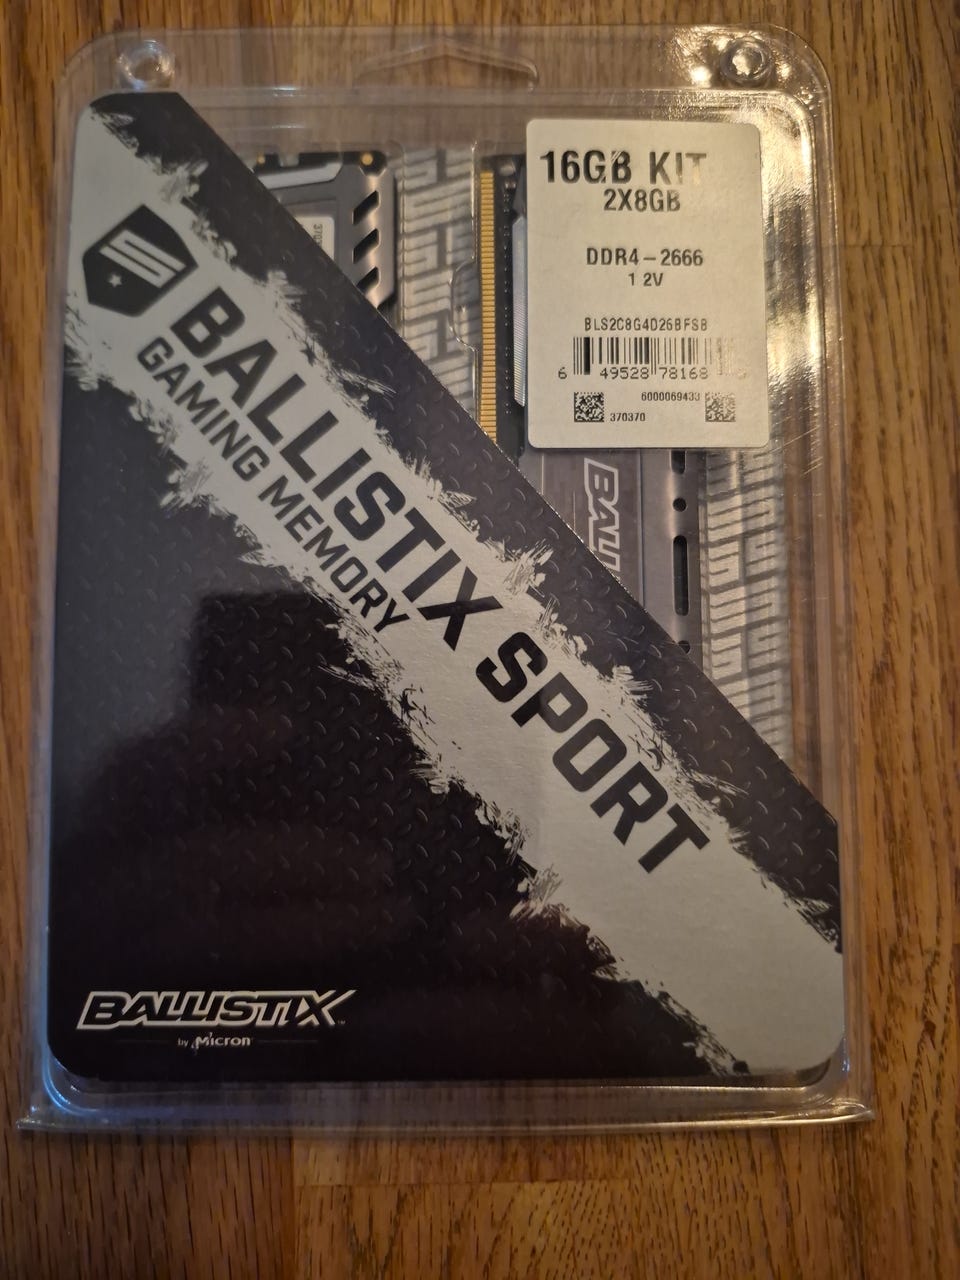 16GB KIT
2X8GB
DDR4-2666
1 2V
BLS2C8G4D26BFSB
6 49528 78168
6000069433
370370
BALL
BALLISTIX SPORT
GAMING MEMORY
BALLISTIX
by Micron